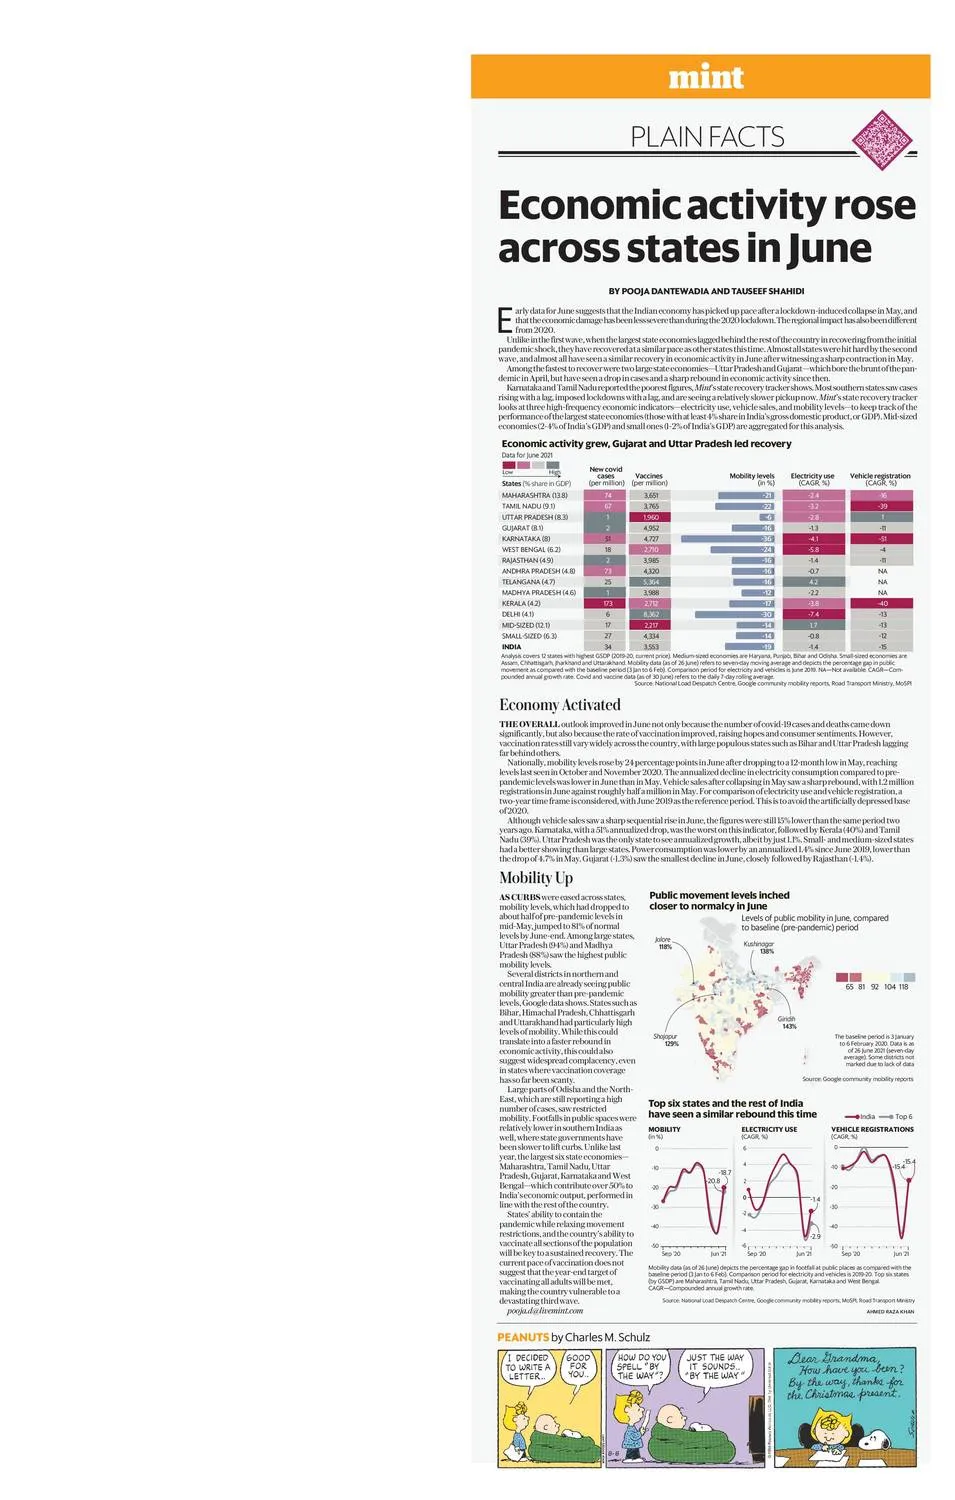 mint
PLAIN FACTS
Economic activity rose
across states in June
BY POOJA DANTEWADIA AND TAUSEEF SHAHIDI
Early data for June suggests that the Indian economy has picked up pace after a lockdown-induced collapse in May, and
that the economic damage has been less severe than during the 2020 lockdown. The regional impact has also been different
from 2020.
Unlike in the first wave, when the largest state economies lagged behind the rest of the country in recovering from the initial
pandemic shock, they have recovered at a similar pace as other states this time. Almost all states were hit hard by the second
wave, and almost all have seen a similar recovery in economic activity in June after witnessing a sharp contraction in May.
Among the fastest to recover were two large state economies—Uttar Pradesh and Gujarat—which bore the brunt of the pan-
demic in April, but have seen a drop in cases and a sharp rebound in economic activity since then.
Karnataka and Tamil Nadu reported the poorest figures, Mint's state recovery tracker shows. Most southern states saw cases
rising with a lag, imposed lockdowns with a lag, and are seeing a relatively slower pickup now. Mint's state recovery tracker
looks at three high-frequency economic indicators—electricity use, vehicle sales, and mobility levels—to keep track of the
performance of the largest state economies (those with at least 4% share in India's gross domestic product, or GDP). Mid-sized
economies (2-4% of India's GDP) and small ones (1-2% of India's GDP) are aggregated for this analysis.
Economic activity grew, Gujarat and Uttar Pradesh led recovery
Data for June 2021
Low High
States (% share in GDP) New covid cases (per million) Vaccines (per million) Mobility levels (in %) Electricity use (CAGR, %) Vehicle registration (CAGR, %)
MAHARASHTRA (13.8) 74 3,651 -21 -2.4 -16
TAMIL NADU (9.1) 67 3,765 -22 -3.2 -39
UTTAR PRADESH (8.3) 1 1,960 -6 -2.8 1
GUJARAT (8.1) 2 4,952 -16 -1.3 -11
KARNATAKA (8) 51 4,727 -36 -4.1 -51
WEST BENGAL (6.2) 18 2,710 -24 -5.8 -4
RAJASTHAN (4.9) 2 3,985 -16 -1.4 -11
ANDHRA PRADESH (4.8) 73 4,320 -16 -0.7 NA
TELANGANA (4.7) 25 5,364 -16 4.2 NA
MADHYA PRADESH (4.6) 1 3,988 -12 -2.2 NA
KERALA (4.2) 173 2,712 -17 -3.8 -40
DELHI (4.1) 6 8,362 -30 -7.4 -13
MID-SIZED (12.1) 17 2,217 -14 1.7 -13
SMALL-SIZED (6.3) 27 4,334 -14 -0.8 -12
INDIA 34 3,553 -19 -1.4 -15
Analysis covers 12 states with highest GSDP (2019-20, current price). Medium-sized economies are Haryana, Punjab, Bihar and Odisha. Small-sized economies are
Assam, Chhattisgarh, Jharkhand and Uttarakhand. Mobility data (as of 26 June) refers to seven-day moving average and depicts the percentage gap in public
movement as compared with the baseline period (3 Jan to 6 Feb). Comparison period for electricity and vehicles is June 2019. NA—Not available. CAGR—Com-
pounded annual growth rate. Covid and vaccine data (as of 30 June) refers to the daily 7-day rolling average.
Source: National Load Despatch Centre, Google community mobility reports, Road Transport Ministry, MoSPI
Economy Activated
THE OVERALL outlook improved in June not only because the number of covid-19 cases and deaths came down
significantly, but also because the rate of vaccination improved, raising hopes and consumer sentiments. However,
vaccination rates still vary widely across the country, with large populous states such as Bihar and Uttar Pradesh lagging
far behind others.
Nationally, mobility levels rose by 24 percentage points in June after dropping to a 12-month low in May, reaching
levels last seen in October and November 2020. The annualized decline in electricity consumption compared to pre-
pandemic levels was lower in June than in May. Vehicle sales after collapsing in May saw a sharp rebound, with 1.2 million
registrations in June against roughly half a million in May. For comparison of electricity use and vehicle registration, a
two-year time frame is considered, with June 2019 as the reference period. This is to avoid the artificially depressed base
of 2020.
Although vehicle sales saw a sharp sequential rise in June, the figures were still 15% lower than the same period two
years ago. Karnataka, with a 51% annualized drop, was the worst on this indicator, followed by Kerala (40%) and Tamil
Nadu (39%). Uttar Pradesh was the only state to see annualized growth, albeit by just 1.1%. Small- and medium-sized states
had a better showing than large states. Power consumption was lower by an annualized 1.4% since June 2019, lower than
the drop of 4.7% in May. Gujarat (-1.3%) saw the smallest decline in June, closely followed by Rajasthan (-1.4%).
Mobility Up
AS CURBS were eased across states,
mobility levels, which had dropped to
about half of pre-pandemic levels in
mid-May, jumped to 81% of normal
levels by June-end. Among large states,
Uttar Pradesh (94%) and Madhya
Pradesh (88%) saw the highest public
mobility levels.
Several districts in northern and
central India are already seeing public
mobility greater than pre-pandemic
levels, Google data shows. States such as
Bihar, Himachal Pradesh, Chhattisgarh
and Uttarakhand had particularly high
levels of mobility. While this could
translate into a faster rebound in
economic activity, this could also
suggest widespread complacency, even
in states where vaccination coverage
has so far been scanty.
Large parts of Odisha and the North-
East, which are still reporting a high
number of cases, saw restricted
mobility. Footfalls in public spaces were
relatively lower in southern India as
well, where state governments have
been slower to lift curbs. Unlike last
year, the largest six state economies—
Maharashtra, Tamil Nadu, Uttar
Pradesh, Gujarat, Karnataka and West
Bengal—which contribute over 50% to
India's economic output, performed in
line with the rest of the country.
States' ability to contain the
pandemic while relaxing movement
restrictions, and the country's ability to
vaccinate all sections of the population
will be key to a sustained recovery. The
current pace of vaccination does not
suggest that the year-end target of
vaccinating all adults will be met,
making the country vulnerable to a
devastating third wave.
pooja.d@livemint.com
Public movement levels inched
closer to normalcy in June
Levels of public mobility in June, compared
to baseline (pre-pandemic) period
Jalore
118%
Kushinagar
138%
65 81 92 104 118
Giridih
143%
Shajapur
129%
The baseline period is 3 January
to 6 February 2020. Data is as
of 26 June 2021 (seven-day
average). Some districts not
marked due to lack of data
Source: Google community mobility reports
Top six states and the rest of India
have seen a similar rebound this time
India Top 6
MOBILITY
(in %)
0
-10
-20
-30
-40
-50
-18.7
-20.8
Sep '20 Jun '21
ELECTRICITY USE
(CAGR, %)
6
4
2
0
-2
-4
-6
-1.4
-2.9
Sep '20 Jun '21
VEHICLE REGISTRATIONS
(CAGR, %)
0
-10
-20
-30
-40
-50
-15.4
-15.4
Sep '20 Jun '21
Mobility data (as of 26 June) depicts the percentage gap in footfall at public places as compared with the
baseline period (3 Jan to 6 Feb). Comparison period for electricity and vehicles is 2019-20. Top six states
(by GSDP) are Maharashtra, Tamil Nadu, Uttar Pradesh, Gujarat, Karnataka and West Bengal.
CAGR—Compounded annual growth rate.
Source: National Load Despatch Centre, Google community mobility reports, MoSPI, Road Transport Ministry
AHMED RAZA KHAN
PEANUTS by Charles M. Schulz
I DECIDED
TO WRITE A
LETTER..
GOOD
FOR
YOU..
HOW DO YOU
SPELL "BY
THE WAY"?
JUST THE WAY
IT SOUNDS..
"BY THE WAY"
8-6
Dear Grandma,
How have you been?
By the way, thanks for
the Christmas present.